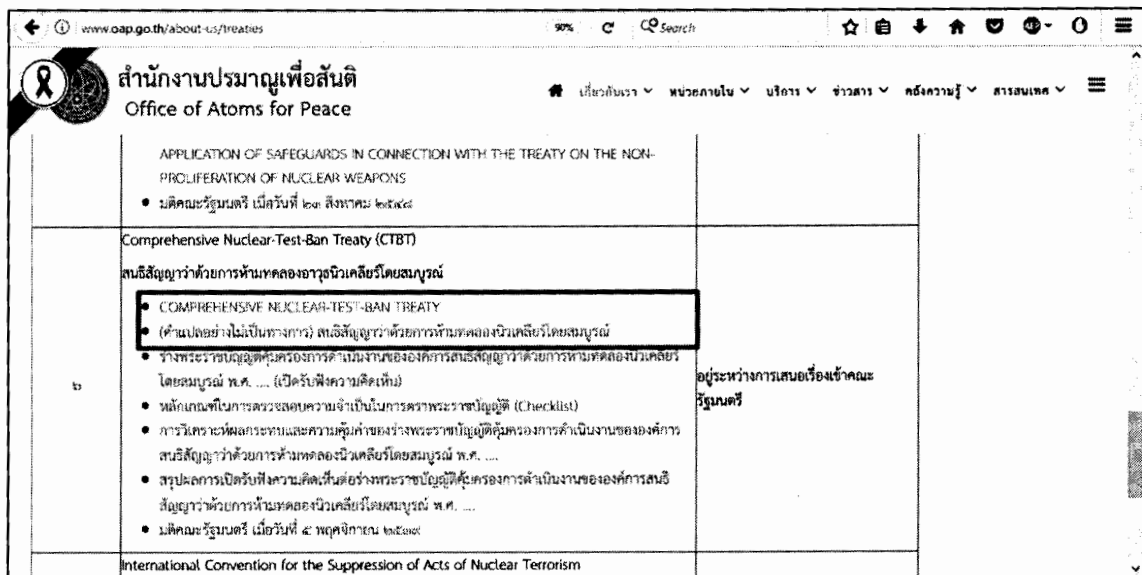 www.oap.go.th/about-us/treaties
90%
Search
สำนักงานปรมาณูเพื่อสันติ
Office of Atoms for Peace
เกี่ยวกับเรา
หน่วยภายใน
บริการ
ข่าวสาร
คลังความรู้
สารสนเทศ
APPLICATION OF SAFEGUARDS IN CONNECTION WITH THE TREATY ON THE NON-
PROLIFERATION OF NUCLEAR WEAPONS
มติคณะรัฐมนตรี เมื่อวันที่ ๒๓ สิงหาคม ๒๕๔๘
Comprehensive Nuclear-Test-Ban Treaty (CTBT)
สนธิสัญญาว่าด้วยการห้ามทดลองอาวุธนิวเคลียร์โดยสมบูรณ์
COMPREHENSIVE NUCLEAR-TEST-BAN TREATY
(คำแปลอย่างไม่เป็นทางการ) สนธิสัญญาว่าด้วยการห้ามทดลองนิวเคลียร์โดยสมบูรณ์
ร่างพระราชบัญญัติคุ้มครองการดำเนินงานขององค์การสนธิสัญญาว่าด้วยการห้ามทดลองนิวเคลียร์
โดยสมบูรณ์ พ.ศ. .... (เปิดรับฟังความคิดเห็น)
หลักเกณฑ์ในการตรวจสอบความจำเป็นในการตราพระราชบัญญัติ (Checklist)
การวิเคราะห์ผลกระทบและความคุ้มค่าของร่างพระราชบัญญัติคุ้มครองการดำเนินงานขององค์การ
สนธิสัญญาว่าด้วยการห้ามทดลองนิวเคลียร์โดยสมบูรณ์ พ.ศ. ....
สรุปผลการเปิดรับฟังความคิดเห็นต่อร่างพระราชบัญญัติคุ้มครองการดำเนินงานขององค์การสนธิ
สัญญาว่าด้วยการห้ามทดลองนิวเคลียร์โดยสมบูรณ์ พ.ศ. ....
มติคณะรัฐมนตรี เมื่อวันที่ ๕ พฤศจิกายน ๒๕๓๙
๖
อยู่ระหว่างการเสนอเรื่องเข้าคณะ
รัฐมนตรี
International Convention for the Suppression of Acts of Nuclear Terrorism